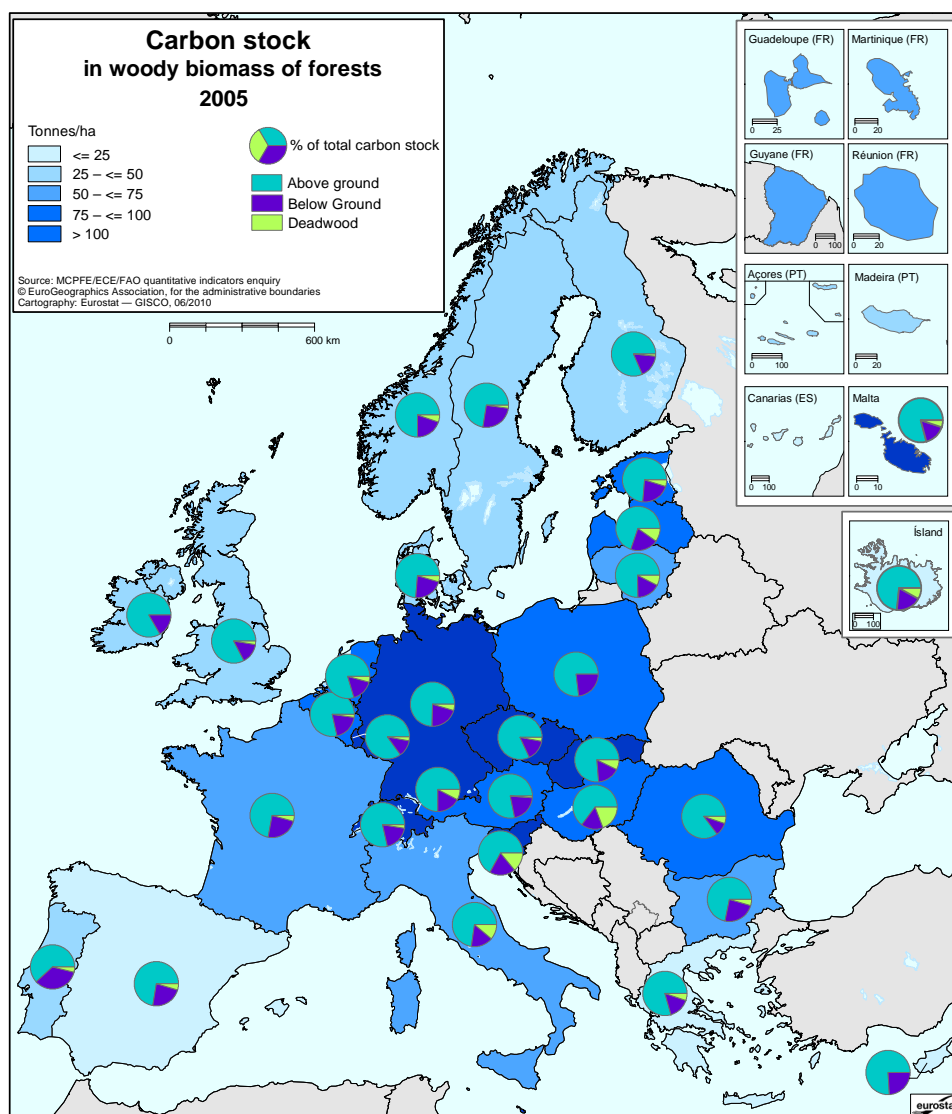 Carbon stock
in woody biomass of forests
2005
Tonnes/ha
<= 25
25 – <= 50
50 – <= 75
75 – <= 100
> 100
% of total carbon stock
Above ground
Below Ground
Deadwood
Source: MCPFE/ECE/FAO quantitative indicators enquiry
© EuroGeographics Association, for the administrative boundaries
Cartography: Eurostat — GISCO, 06/2010
0 600 km
Guadeloupe (FR)
0 25
Martinique (FR)
0 20
Guyane (FR)
0 100
Réunion (FR)
0 20
Açores (PT)
0 100
Madeira (PT)
0 20
Canarias (ES)
0 100
Malta
0 10
Ísland
0 100
eurosta